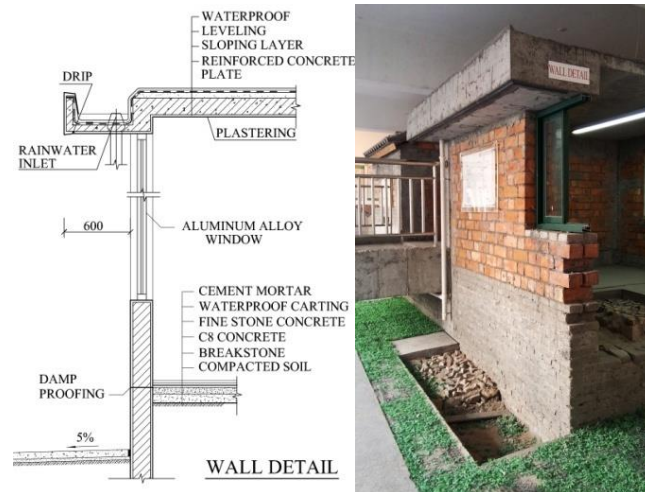 WATERPROOF
LEVELING
SLOPING LAYER
REINFORCED CONCRETE
PLATE
DRIP
PLASTERING
RAINWATER
INLET
600
ALUMINUM ALLOY
WINDOW
CEMENT MORTAR
WATERPROOF CARTING
FINE STONE CONCRETE
C8 CONCRETE
BREAKSTONE
COMPACTED SOIL
DAMP
PROOFING
5%
WALL DETAIL
WALL DETAIL